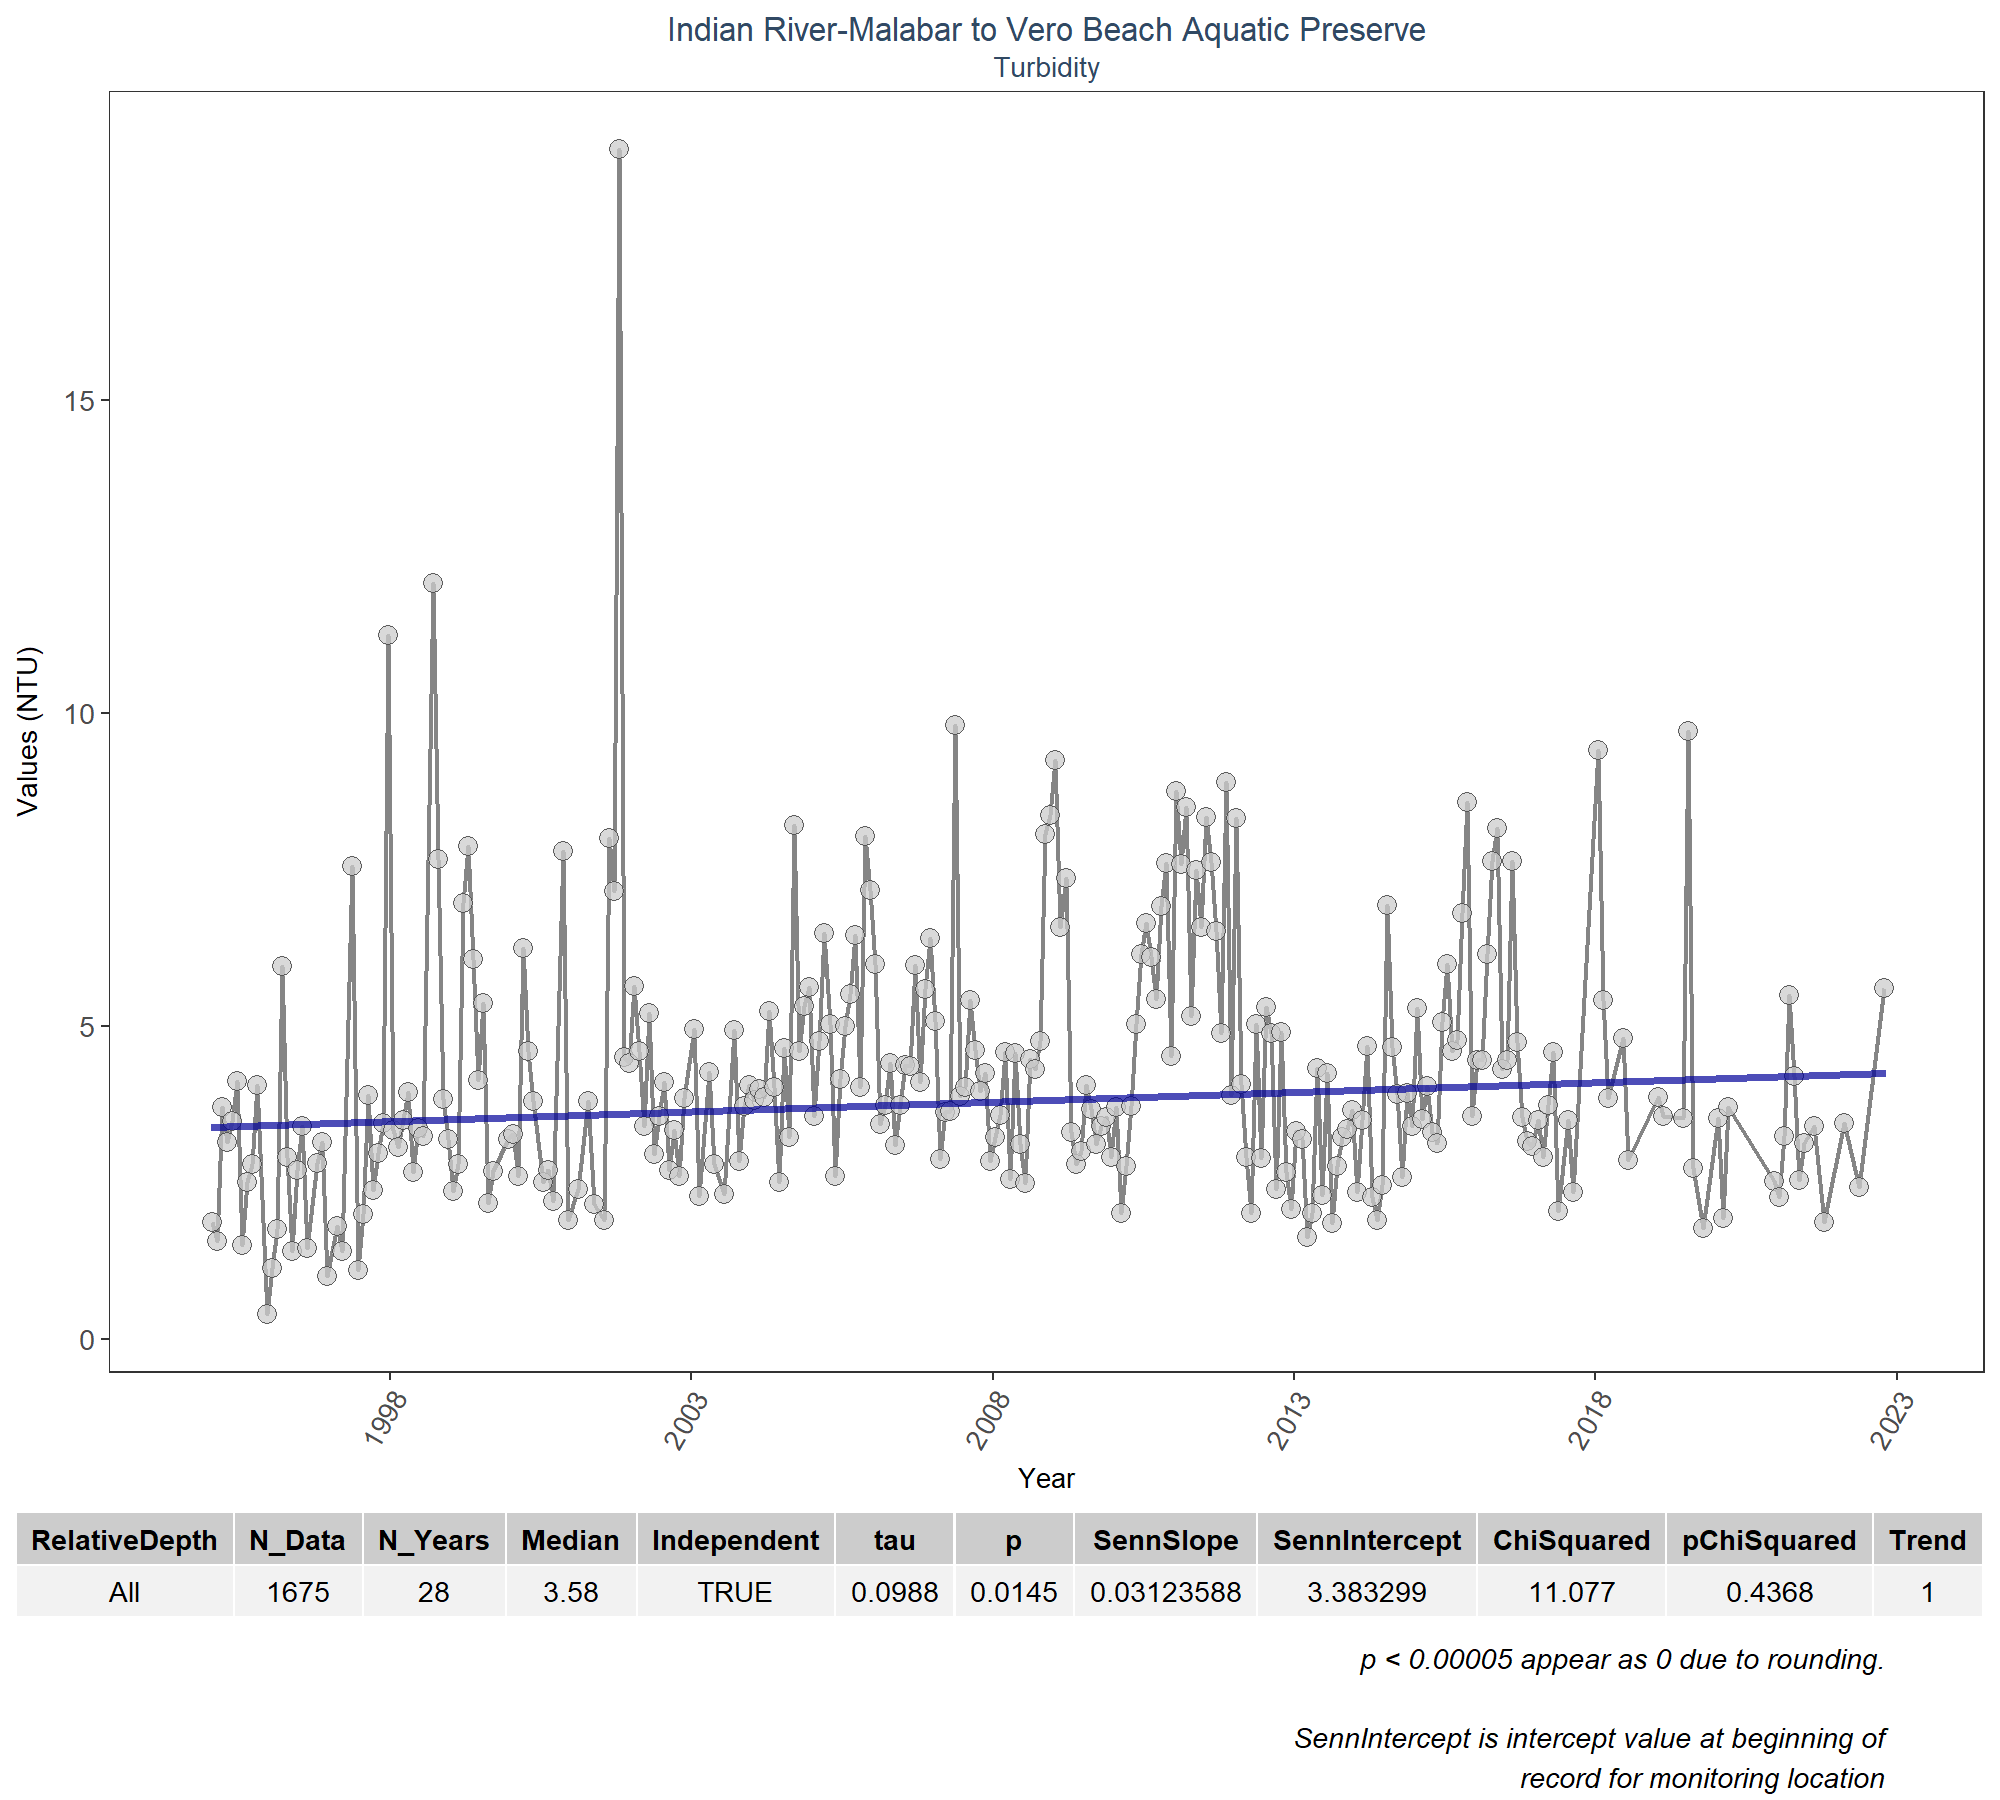 Indian River-Malabar to Vero Beach Aquatic Preserve
Turbidity
Values (NTU)
15
10
5
0
1998 2003 2008 2013 2018 2023
Year
RelativeDepth N_Data N_Years Median Independent tau p SennSlope SennIntercept ChiSquared pChiSquared Trend
All 1675 28 3.58 TRUE 0.0988 0.0145 0.03123588 3.383299 11.077 0.4368 1
p < 0.00005 appear as 0 due to rounding.
SennIntercept is intercept value at beginning of
record for monitoring location